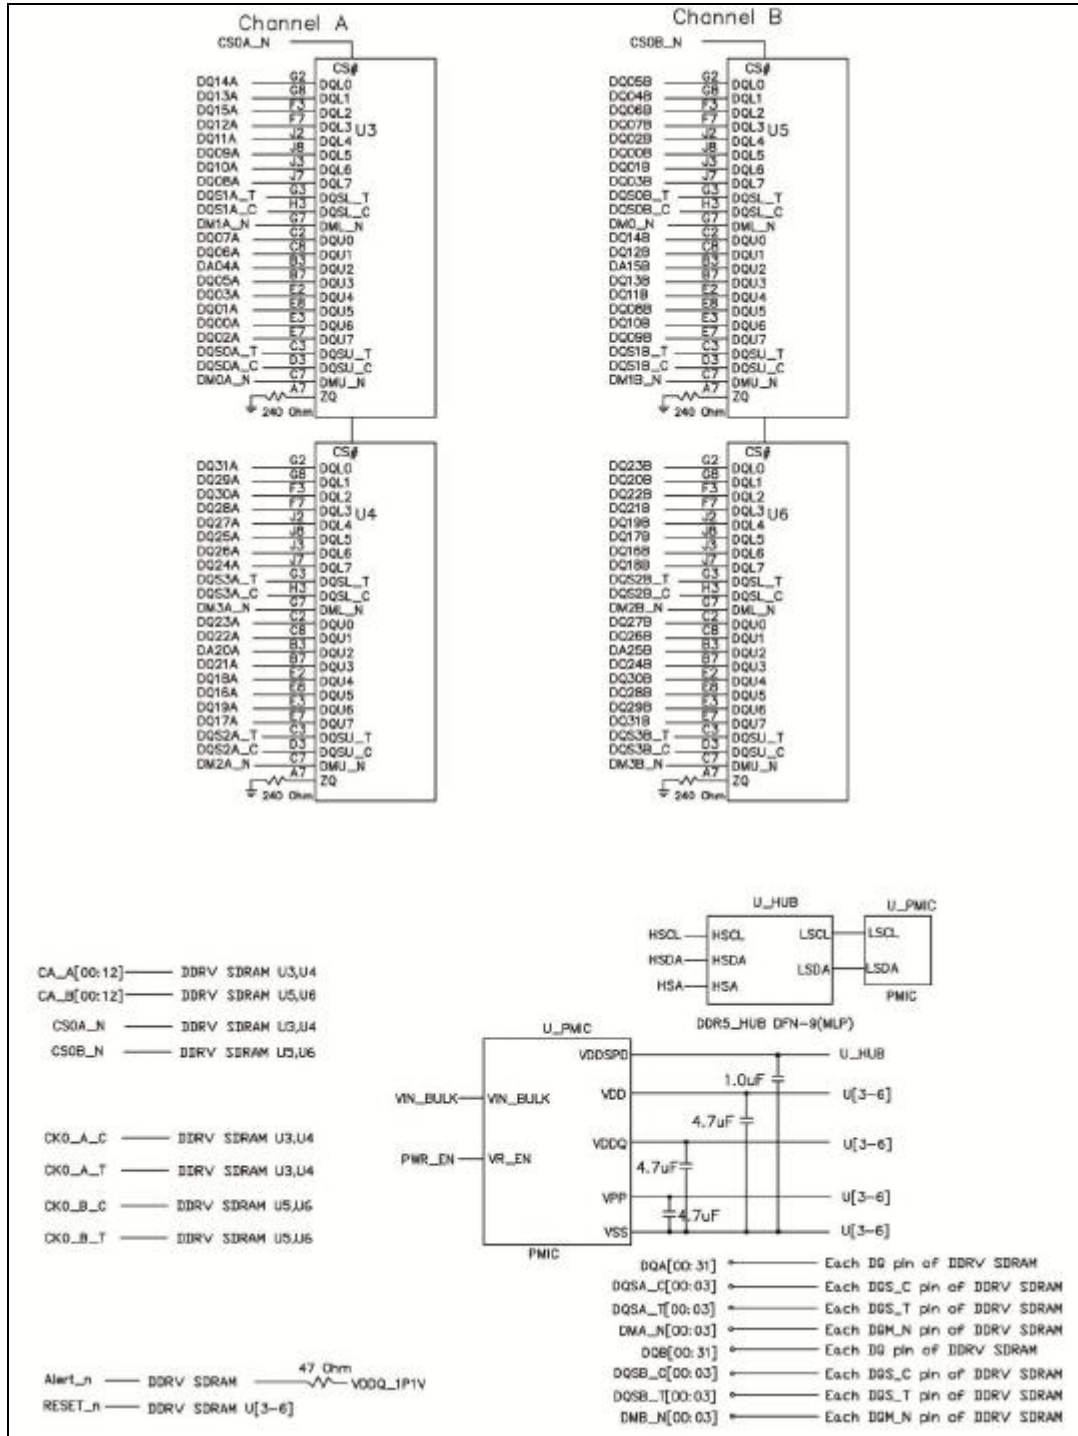 Channel A
CS0A_N
CS#
DQ14A G2 DQL0
DQ13A G8 DQL1
DQ15A F3 DQL2
DQ12A F7 DQL3 U3
DQ11A J2 DQL4
DQ09A J8 DQL5
DQ10A J3 DQL6
DQ08A J7 DQL7
DQS1A_T G3 DQSL_T
DQS1A_C H3 DQSL_C
DM1A_N G7 DML_N
DQ07A C2 DQU0
DQ06A C8 DQU1
DA04A B3 DQU2
DQ05A B7 DQU3
DQ03A E2 DQU4
DQ01A E8 DQU5
DQ00A E3 DQU6
DQ02A E7 DQU7
DQS0A_T C3 DQSU_T
DQS0A_C D3 DQSU_C
DM0A_N C7 DMU_N
A7 ZQ
240 Ohm
CS#
DQ31A G2 DQL0
DQ29A G8 DQL1
DQ30A F3 DQL2
DQ28A F7 DQL3 U4
DQ27A J2 DQL4
DQ25A J8 DQL5
DQ26A J3 DQL6
DQ24A J7 DQL7
DQS3A_T G3 DQSL_T
DQS3A_C H3 DQSL_C
DM3A_N G7 DML_N
DQ23A C2 DQU0
DQ22A C8 DQU1
DA20A B3 DQU2
DQ21A B7 DQU3
DQ18A E2 DQU4
DQ16A E8 DQU5
DQ19A E3 DQU6
DQ17A E7 DQU7
DQS2A_T C3 DQSU_T
DQS2A_C D3 DQSU_C
DM2A_N C7 DMU_N
A7 ZQ
240 Ohm
Channel B
CS0B_N
CS#
DQ05B G2 DQL0
DQ04B G8 DQL1
DQ06B F3 DQL2
DQ07B F7 DQL3 U5
DQ02B J2 DQL4
DQ00B J8 DQL5
DQ01B J3 DQL6
DQ03B J7 DQL7
DQS0B_T G3 DQSL_T
DQS0B_C H3 DQSL_C
DM0_N G7 DML_N
DQ14B C2 DQU0
DQ12B C8 DQU1
DA15B B3 DQU2
DQ13B B7 DQU3
DQ11B E2 DQU4
DQ08B E8 DQU5
DQ10B E3 DQU6
DQ09B E7 DQU7
DQS1B_T C3 DQSU_T
DQS1B_C D3 DQSU_C
DM1B_N C7 DMU_N
A7 ZQ
240 Ohm
CS#
DQ23B G2 DQL0
DQ20B G8 DQL1
DQ22B F3 DQL2
DQ21B F7 DQL3 U6
DQ19B J2 DQL4
DQ17B J8 DQL5
DQ16B J3 DQL6
DQ18B J7 DQL7
DQS2B_T G3 DQSL_T
DQS2B_C H3 DQSL_C
DM2B_N G7 DML_N
DQ27B C2 DQU0
DQ26B C8 DQU1
DA25B B3 DQU2
DQ24B B7 DQU3
DQ30B E2 DQU4
DQ28B E8 DQU5
DQ29B E3 DQU6
DQ31B E7 DQU7
DQS3B_T C3 DQSU_T
DQS3B_C D3 DQSU_C
DM3B_N C7 DMU_N
A7 ZQ
240 Ohm
U_HUB U_PMIC
HSCL HSCL LSCL LSCL
HSDA HSDA LSDA LSDA
HSA HSA PMIC
DDR5_HUB DFN-9(MLP)
CA_A[00:12] DDRV SDRAM U3,U4
CA_B[00:12] DDRV SDRAM U5,U6
CS0A_N DDRV SDRAM U3,U4
CS0B_N DDRV SDRAM U5,U6
CK0_A_C DDRV SDRAM U3,U4
CK0_A_T DDRV SDRAM U3,U4
CK0_B_C DDRV SDRAM U5,U6
CK0_B_T DDRV SDRAM U5,U6
U_PMIC
VDDSPD U_HUB
1.0uF
VIN_BULK VIN_BULK VDD U[3-6]
4.7uF
PWR_EN VR_EN VDDQ U[3-6]
4.7uF
VPP U[3-6]
4.7uF
VSS U[3-6]
PMIC
DQA[00:31] Each DQ pin of DDRV SDRAM
DQSA_C[00:03] Each DQS_C pin of DDRV SDRAM
DQSA_T[00:03] Each DQS_T pin of DDRV SDRAM
DMA_N[00:03] Each DQM_N pin of DDRV SDRAM
DQB[00:31] Each DQ pin of DDRV SDRAM
DQSB_C[00:03] Each DQS_C pin of DDRV SDRAM
DQSB_T[00:03] Each DQS_T pin of DDRV SDRAM
DMB_N[00:03] Each DQM_N pin of DDRV SDRAM
Alert_n DDRV SDRAM 47 Ohm VDDQ_1P1V
RESET_n DDRV SDRAM U[3-6]